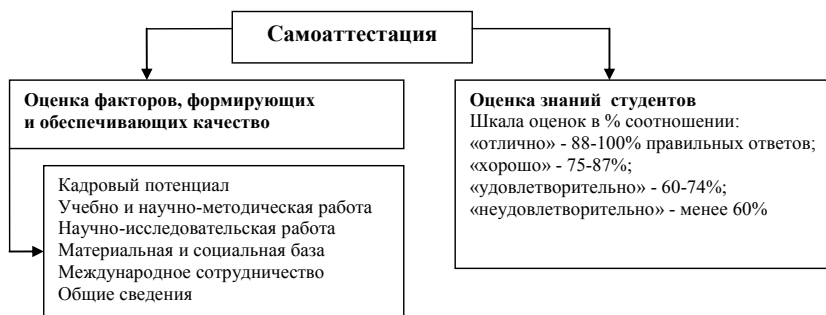 Самоаттестация
Оценка факторов, формирующих
и обеспечивающих качество
Кадровый потенциал
Учебно и научно-методическая работа
Научно-исследовательская работа
Материальная и социальная база
Международное сотрудничество
Общие сведения
Оценка знаний студентов
Шкала оценок в % соотношении:
«отлично» - 88-100% правильных ответов;
«хорошо» - 75-87%;
«удовлетворительно» - 60-74%;
«неудовлетворительно» - менее 60%